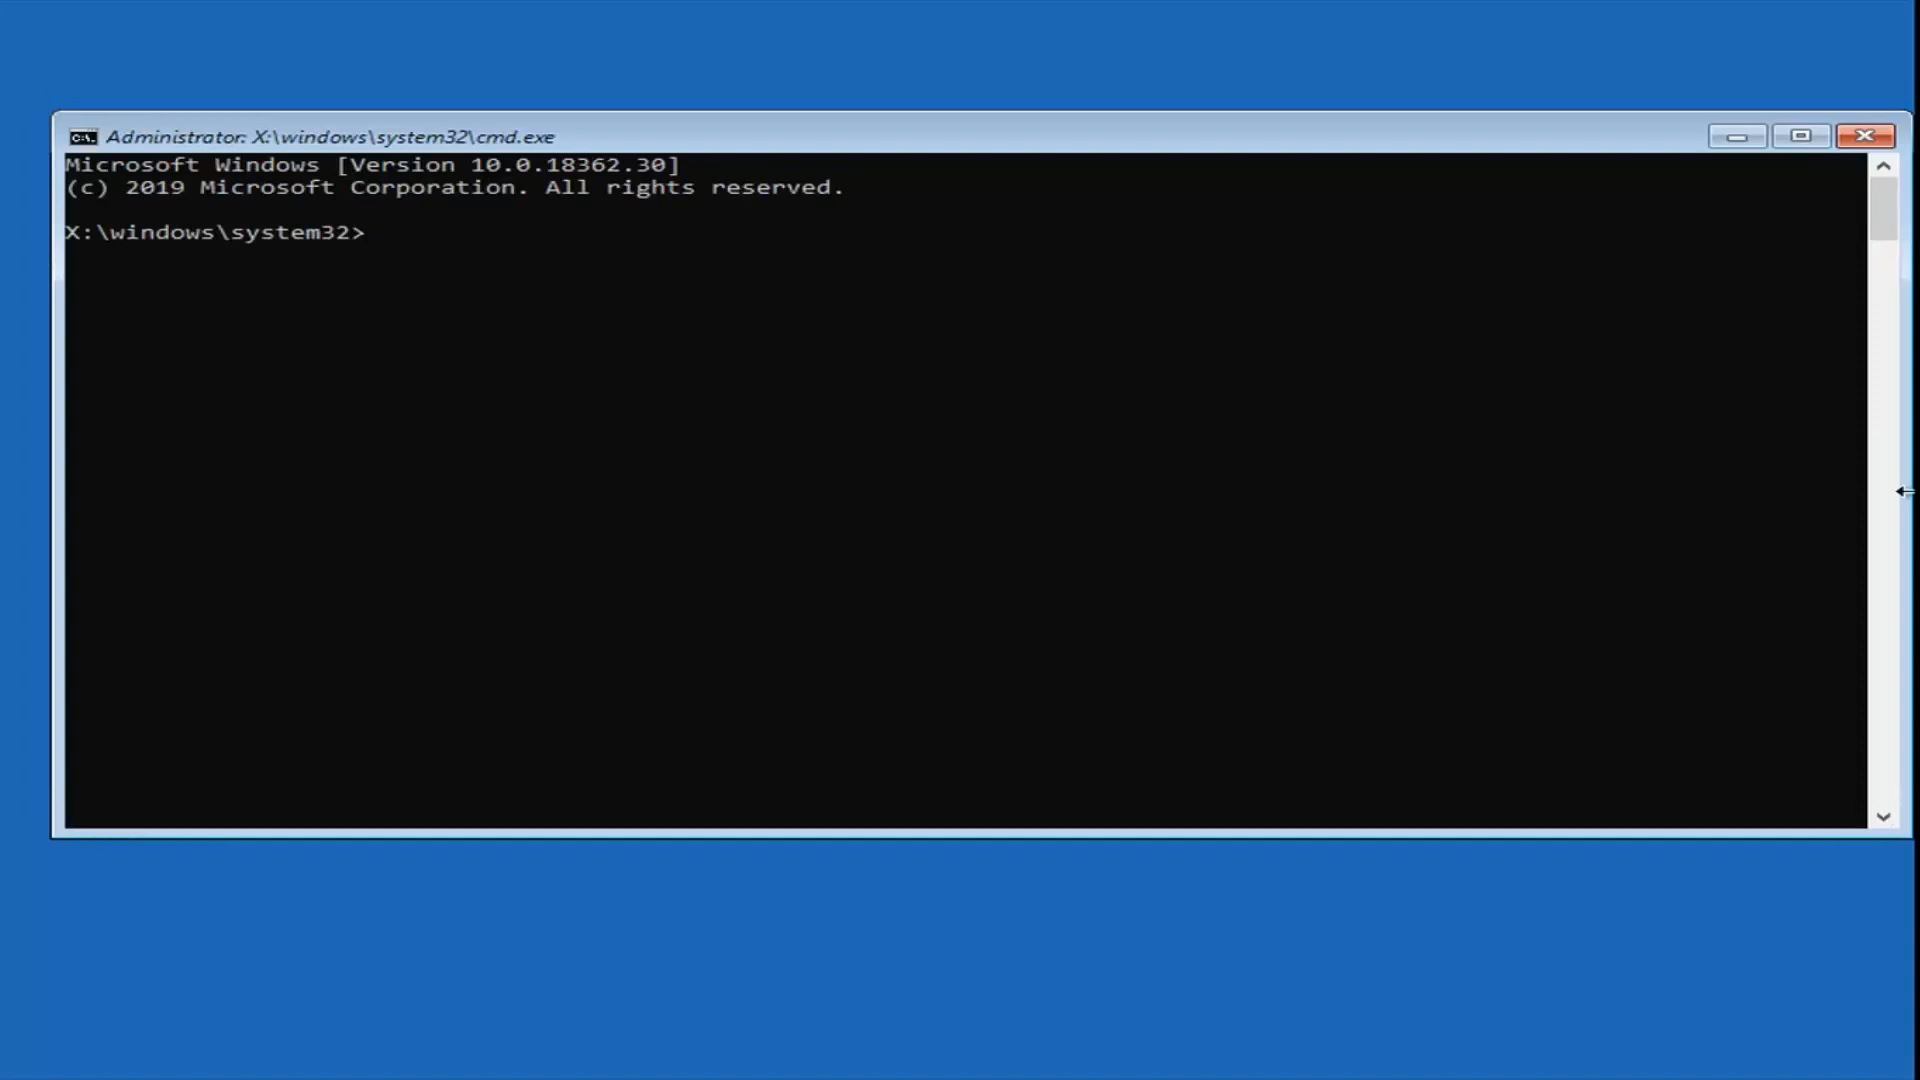 Administrator: X:\windows\system32\cmd.exe
Microsoft Windows [Version 10.0.18362.30]
(c) 2019 Microsoft Corporation. All rights reserved.
X:\windows\system32>